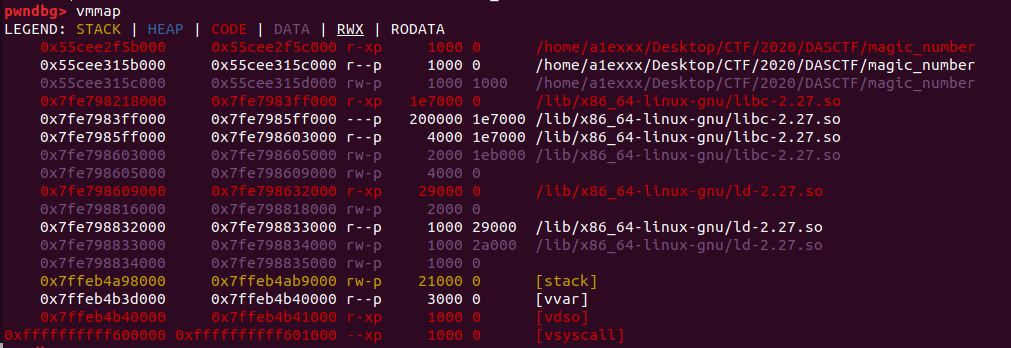 pwndbg> vmmap
LEGEND: STACK | HEAP | CODE | DATA | RWX | RODATA
0x55cee2f5b000 0x55cee2f5c000 r-xp 1000 0 /home/a1exxx/Desktop/CTF/2020/DASCTF/magic_number
0x55cee315b000 0x55cee315c000 r--p 1000 0 /home/a1exxx/Desktop/CTF/2020/DASCTF/magic_number
0x55cee315c000 0x55cee315d000 rw-p 1000 1000 /home/a1exxx/Desktop/CTF/2020/DASCTF/magic_number
0x7fe798218000 0x7fe7983ff000 r-xp 1e7000 0 /lib/x86_64-linux-gnu/libc-2.27.so
0x7fe7983ff000 0x7fe7985ff000 ---p 200000 1e7000 /lib/x86_64-linux-gnu/libc-2.27.so
0x7fe7985ff000 0x7fe798603000 r--p 4000 1e7000 /lib/x86_64-linux-gnu/libc-2.27.so
0x7fe798603000 0x7fe798605000 rw-p 2000 1eb000 /lib/x86_64-linux-gnu/libc-2.27.so
0x7fe798605000 0x7fe798609000 rw-p 4000 0
0x7fe798609000 0x7fe798632000 r-xp 29000 0 /lib/x86_64-linux-gnu/ld-2.27.so
0x7fe798816000 0x7fe798818000 rw-p 2000 0
0x7fe798832000 0x7fe798833000 r--p 1000 29000 /lib/x86_64-linux-gnu/ld-2.27.so
0x7fe798833000 0x7fe798834000 rw-p 1000 2a000 /lib/x86_64-linux-gnu/ld-2.27.so
0x7fe798834000 0x7fe798835000 rw-p 1000 0
0x7ffeb4a98000 0x7ffeb4ab9000 rw-p 21000 0 [stack]
0x7ffeb4b3d000 0x7ffeb4b40000 r--p 3000 0 [vvar]
0x7ffeb4b40000 0x7ffeb4b41000 r-xp 1000 0 [vdso]
0xffffffffff600000 0xffffffffff601000 --xp 1000 0 [vsyscall]